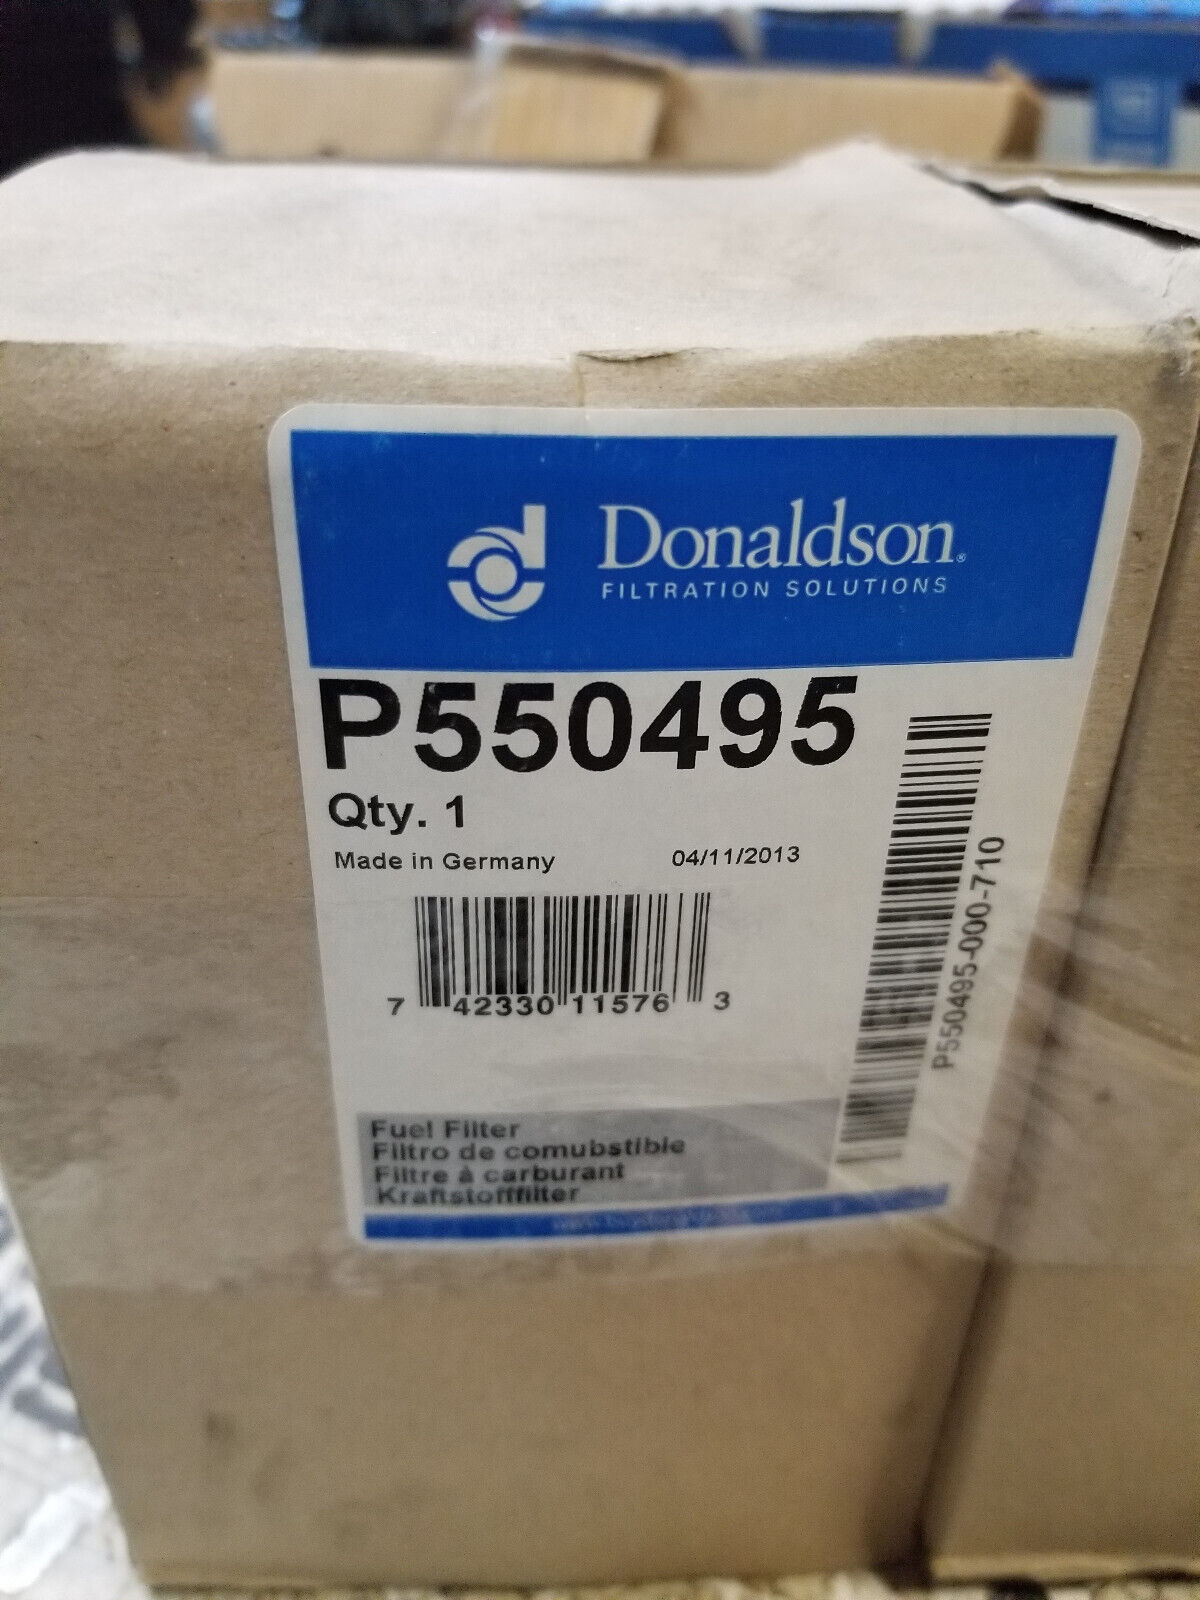 Donaldson®
FILTRATION SOLUTIONS
P550495
Qty. 1
Made in Germany 04/11/2013
7 42330 11576 3
P550495-000-710
Fuel Filter
Filtro de comubstible
Filtre à carburant
Kraftstofffilter